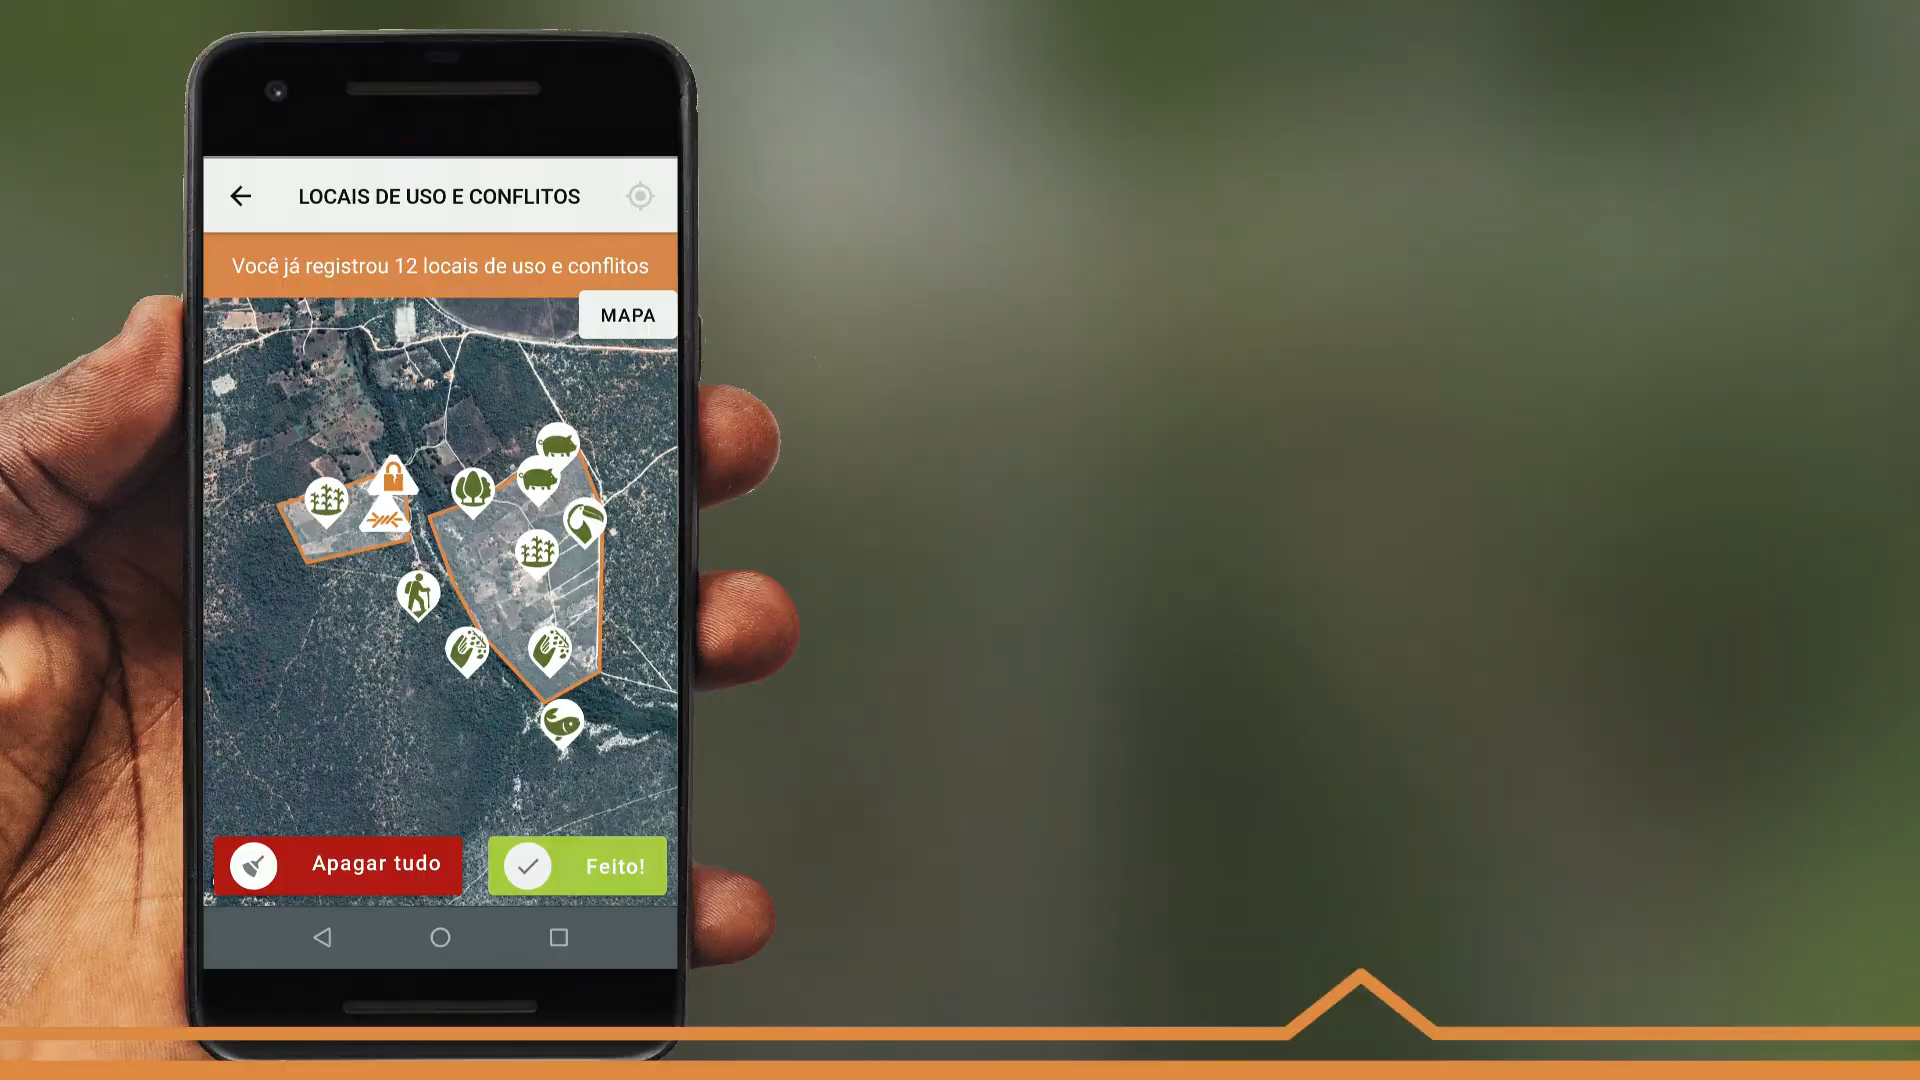 LOCAIS DE USO E CONFLITOS
Você já registrou 12 locais de uso e conflitos
MAPA
Apagar tudo
Feito!